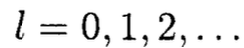 l = 0, 1, 2, . . .